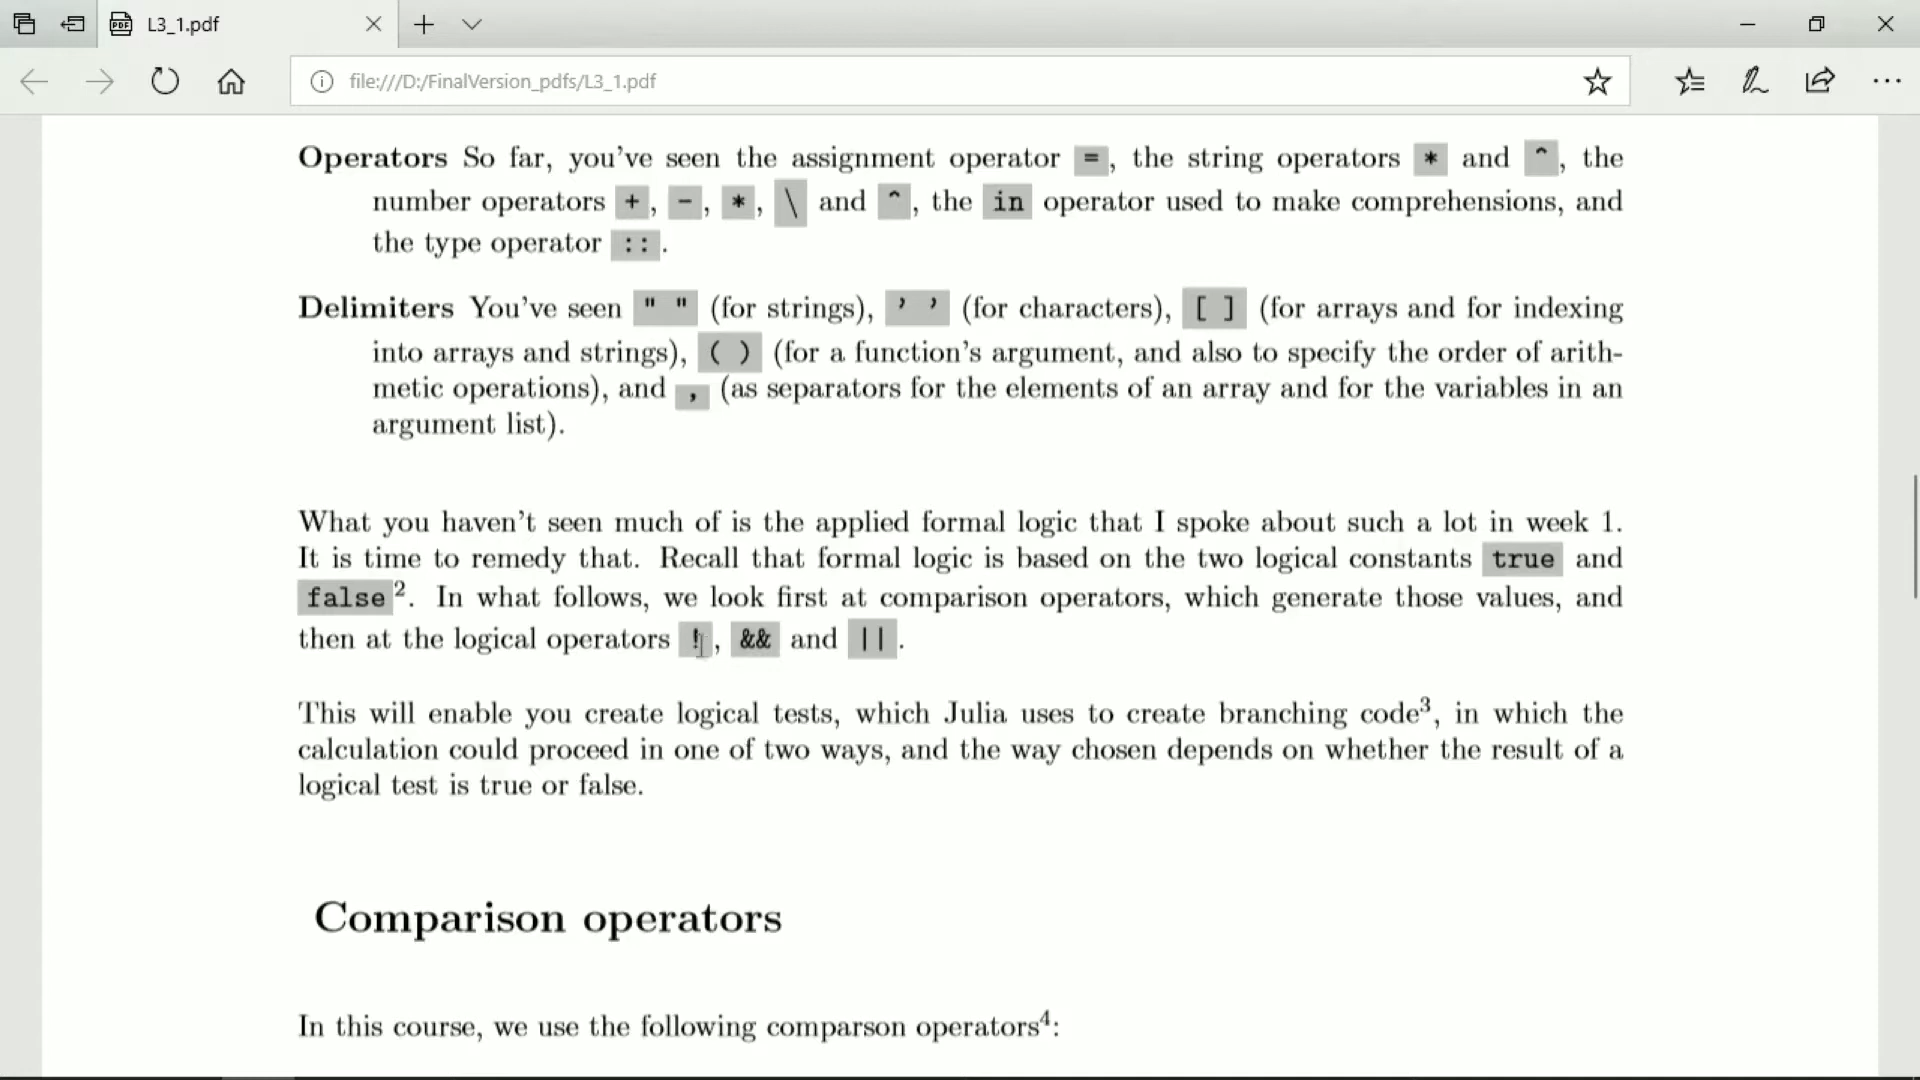 L3_1.pdf
file:///D:/FinalVersion_pdfs/L3_1.pdf
Operators So far, you've seen the assignment operator =, the string operators * and ^, the
number operators +, -, *, \ and ^, the in operator used to make comprehensions, and
the type operator ::.
Delimiters You've seen " " (for strings), ’ ’ (for characters), [ ] (for arrays and for indexing
into arrays and strings), ( ) (for a function's argument, and also to specify the order of arith-
metic operations), and , (as separators for the elements of an array and for the variables in an
argument list).
What you haven't seen much of is the applied formal logic that I spoke about such a lot in week 1.
It is time to remedy that. Recall that formal logic is based on the two logical constants true and
false². In what follows, we look first at comparison operators, which generate those values, and
then at the logical operators !, && and ||.
This will enable you create logical tests, which Julia uses to create branching code³, in which the
calculation could proceed in one of two ways, and the way chosen depends on whether the result of a
logical test is true or false.
Comparison operators
In this course, we use the following comparson operators⁴: